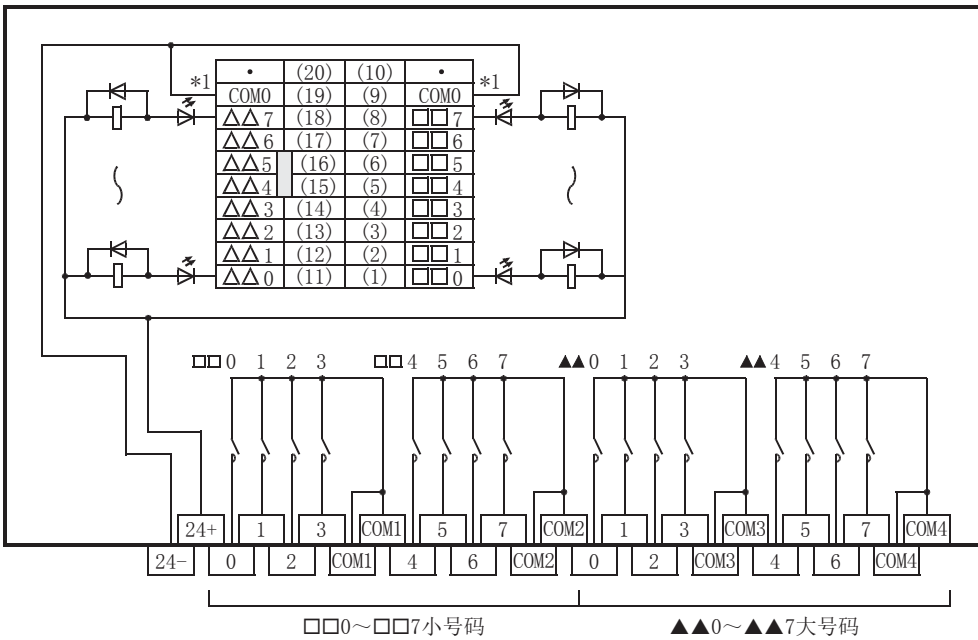 • (20) (10) •
*1 *1
COM0 (19) (9) COM0
△△7 (18) (8) □□7
△△6 (17) (7) □□6
△△5 (16) (6) □□5
△△4 (15) (5) □□4
△△3 (14) (4) □□3
△△2 (13) (3) □□2
△△1 (12) (2) □□1
△△0 (11) (1) □□0
□□0 1 2 3 □□4 5 6 7 ▲▲0 1 2 3 ▲▲4 5 6 7
24+ 1 3 COM1 5 7 COM2 1 3 COM3 5 7 COM4
24- 0 2 COM1 4 6 COM2 0 2 COM3 4 6 COM4
□□0～□□7小号码 ▲▲0～▲▲7大号码